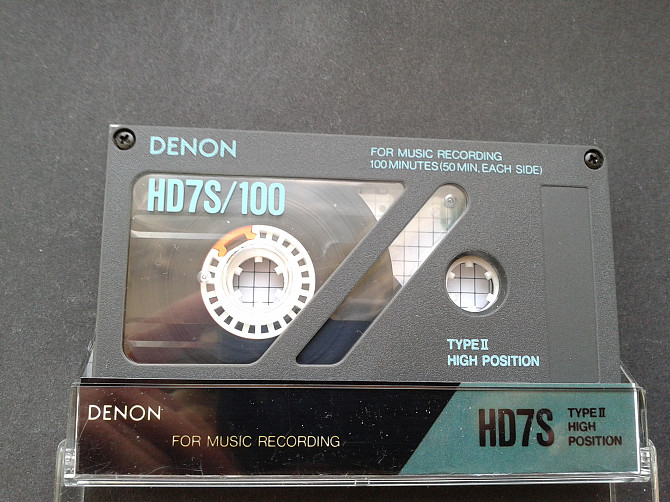 DENON
FOR MUSIC RECORDING
100 MINUTES (50 MIN, EACH SIDE)
HD7S/100
TYPE II
HIGH POSITION
DENON
FOR MUSIC RECORDING
HD7S
TYPE II
HIGH
POSITION